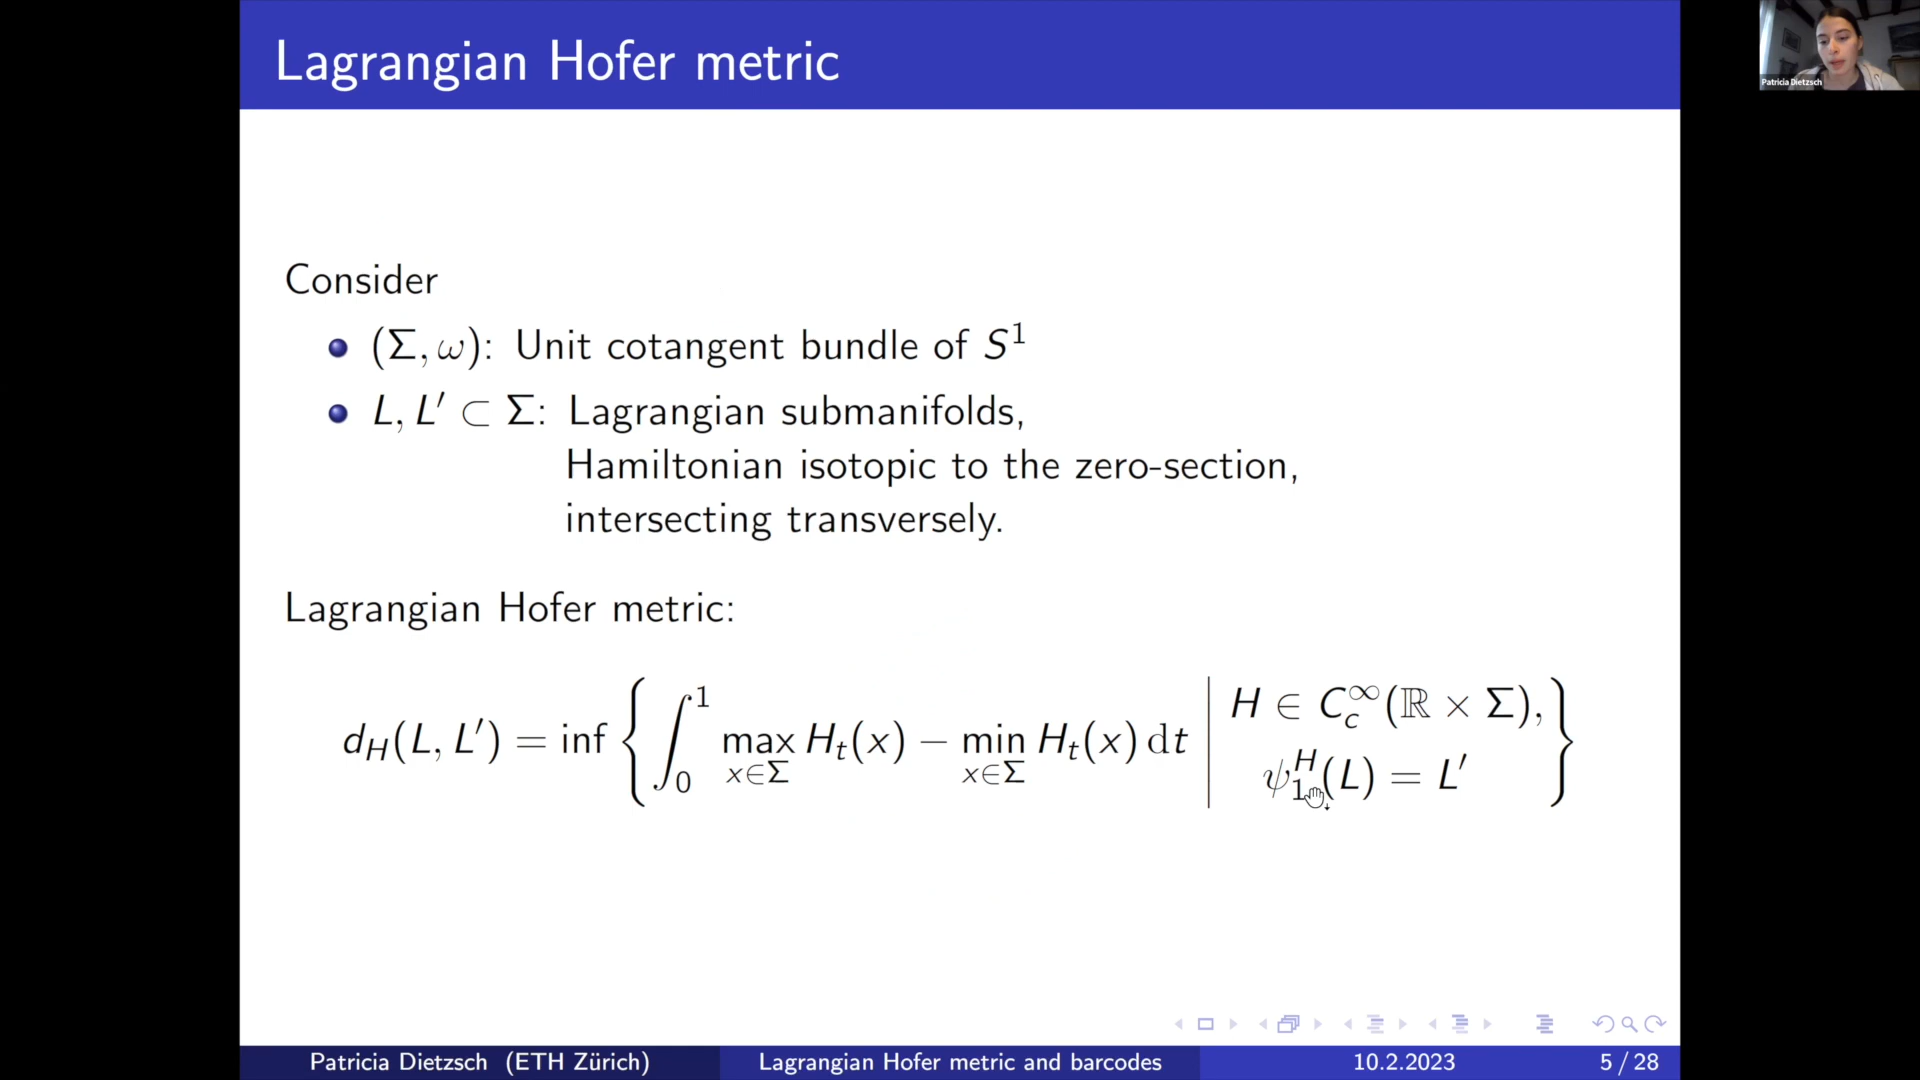 Lagrangian Hofer metric
Patricia Dietzsch
Consider
(Σ, ω): Unit cotangent bundle of S¹
L, L′ ⊂ Σ: Lagrangian submanifolds,
Hamiltonian isotopic to the zero-section,
intersecting transversely.
Lagrangian Hofer metric:
d_H(L, L′) = inf { ∫₀¹ max_{x∈Σ} H_t(x) − min_{x∈Σ} H_t(x) dt | H ∈ C_c^∞(ℝ × Σ), ψ₁^H(L) = L′ }
Patricia Dietzsch (ETH Zürich)
Lagrangian Hofer metric and barcodes
10.2.2023
5 / 28